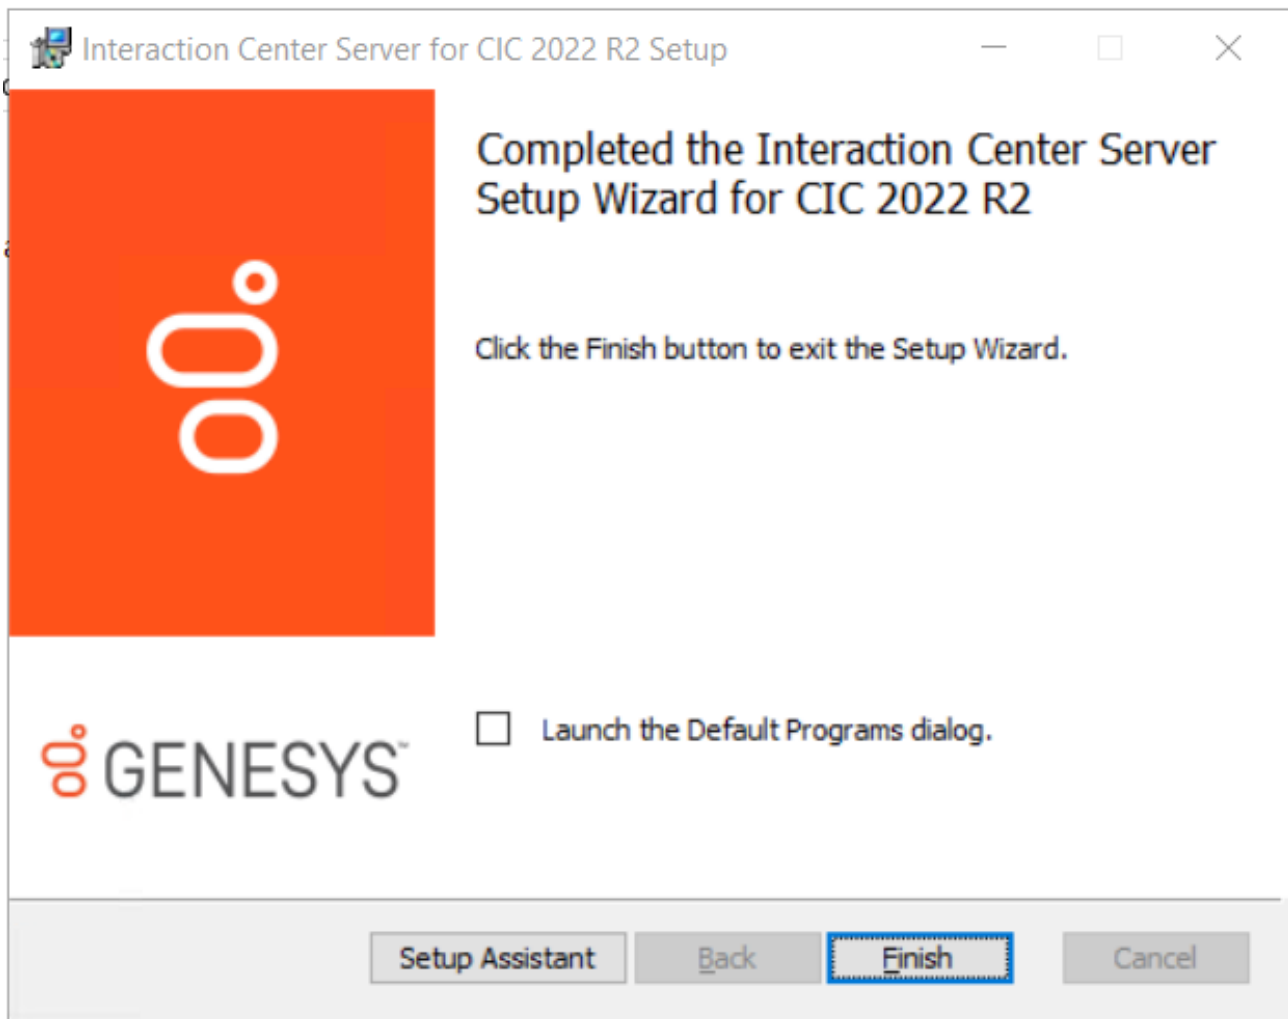 Interaction Center Server for CIC 2022 R2 Setup
Completed the Interaction Center Server
Setup Wizard for CIC 2022 R2
Click the Finish button to exit the Setup Wizard.
Launch the Default Programs dialog.
GENESYS™
Setup Assistant
Back
Finish
Cancel